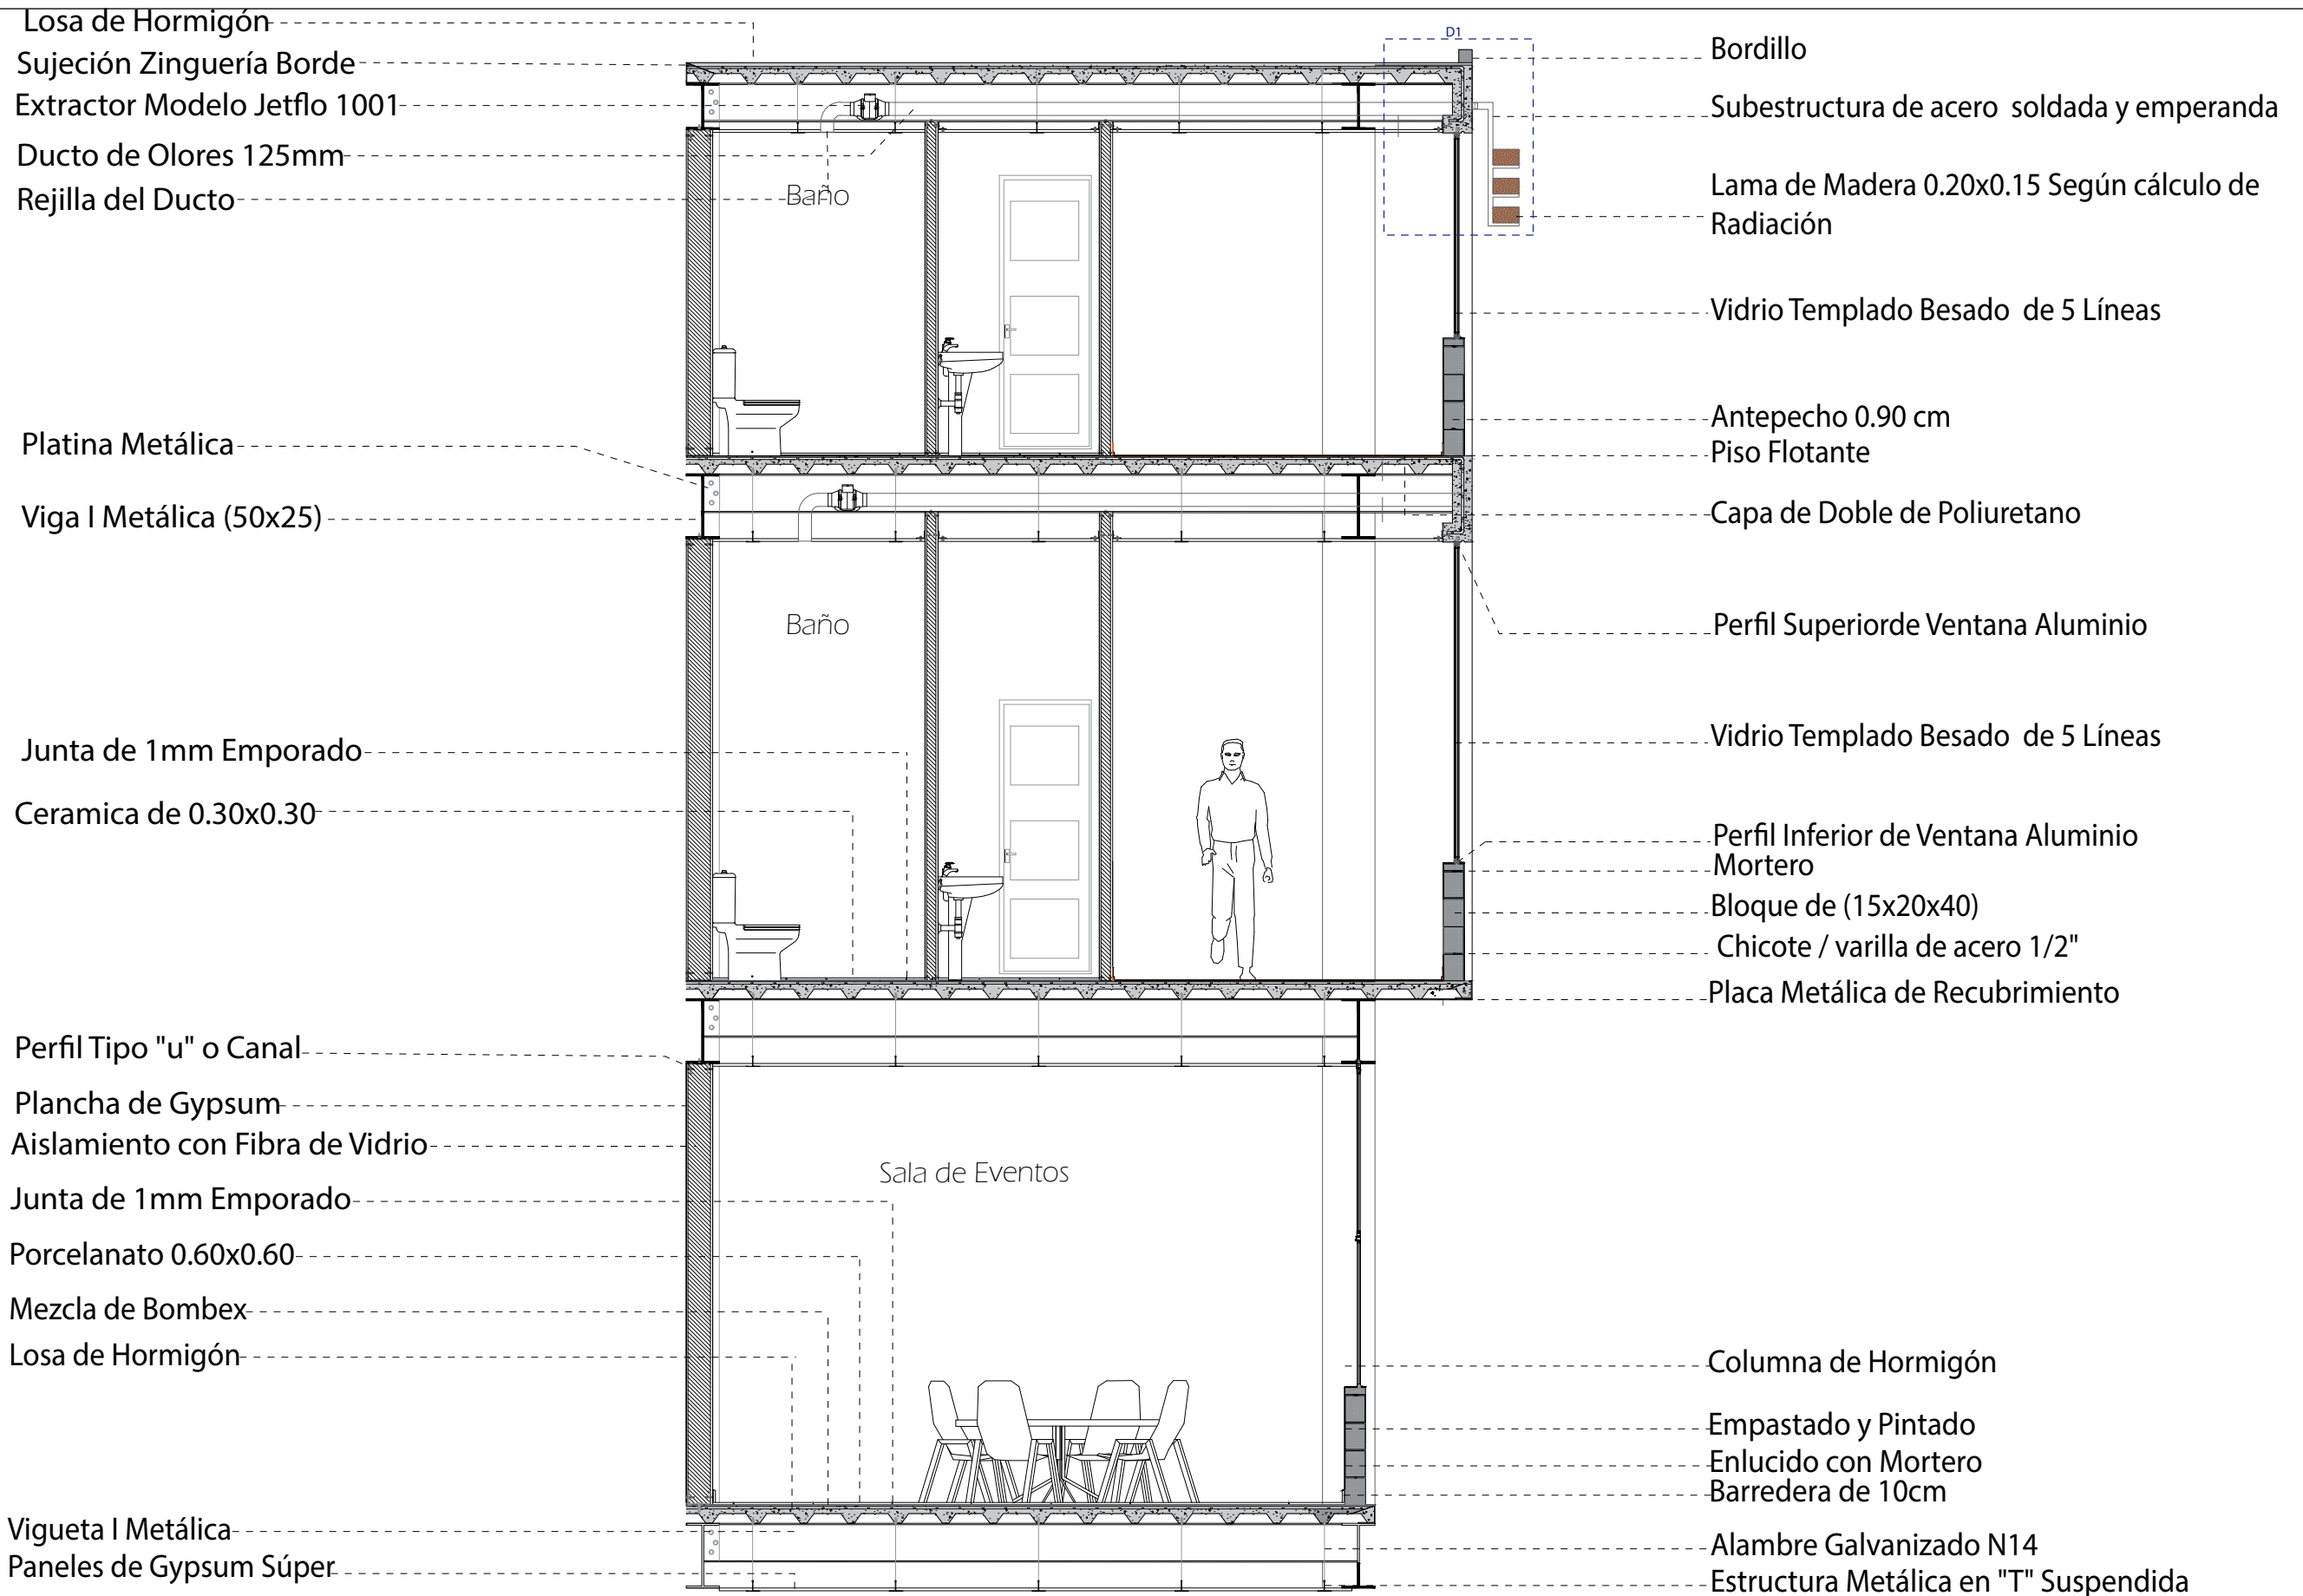 Losa de Hormigón
Sujeción Zinguería Borde
Extractor Modelo Jetflo 1001
Ducto de Olores 125mm
Rejilla del Ducto
Platina Metálica
Viga I Metálica (50x25)
Junta de 1mm Emporado
Ceramica de 0.30x0.30
Perfil Tipo "u" o Canal
Plancha de Gypsum
Aislamiento con Fibra de Vidrio
Junta de 1mm Emporado
Porcelanato 0.60x0.60
Mezcla de Bombex
Losa de Hormigón
Vigueta I Metálica
Paneles de Gypsum Súper
D1
Baño
Baño
Sala de Eventos
Bordillo
Subestructura de acero soldada y emperanda
Lama de Madera 0.20x0.15 Según cálculo de
Radiación
Vidrio Templado Besado de 5 Líneas
Antepecho 0.90 cm
Piso Flotante
Capa de Doble de Poliuretano
Perfil Superiorde Ventana Aluminio
Vidrio Templado Besado de 5 Líneas
Perfil Inferior de Ventana Aluminio
Mortero
Bloque de (15x20x40)
Chicote / varilla de acero 1/2"
Placa Metálica de Recubrimiento
Columna de Hormigón
Empastado y Pintado
Enlucido con Mortero
Barredera de 10cm
Alambre Galvanizado N14
Estructura Metálica en "T" Suspendida